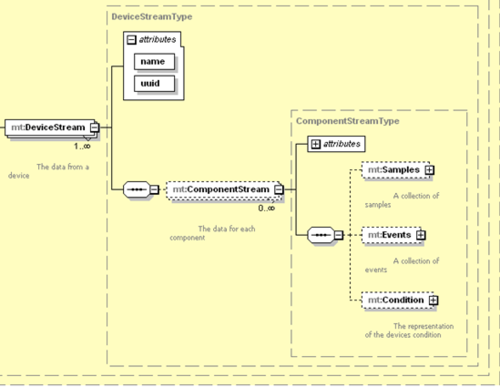 DeviceStreamType
attributes
name
uuid
mt:DeviceStream
1..∞
The data from a
device
ComponentStreamType
attributes
mt:ComponentStream
0..∞
The data for each
component
mt:Samples
A collection of
samples
mt:Events
A collection of
events
mt:Condition
The representation
of the devices condition